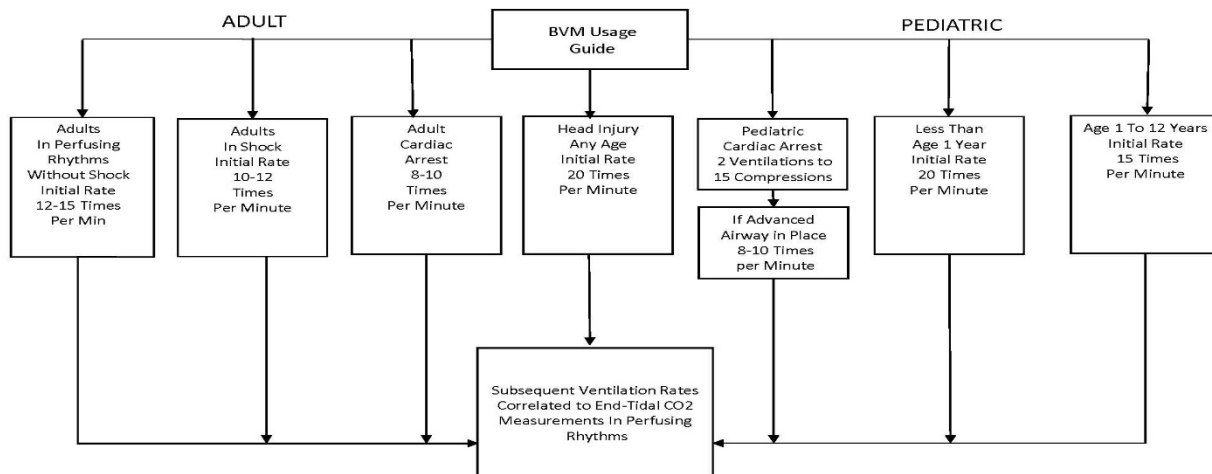 ADULT
BVM Usage
Guide
PEDIATRIC
Adults
In Perfusing
Rhythms
Without Shock
Initial Rate
12-15 Times
Per Min
Adults
In Shock
Initial Rate
10-12
Times
Per Minute
Adult
Cardiac
Arrest
8-10
Times
Per Minute
Head Injury
Any Age
Initial Rate
20 Times
Per Minute
Pediatric
Cardiac Arrest
2 Ventilations to
15 Compressions
If Advanced
Airway in Place
8-10 Times
per Minute
Less Than
Age 1 Year
Initial Rate
20 Times
Per Minute
Age 1 To 12 Years
Initial Rate
15 Times
Per Minute
Subsequent Ventilation Rates
Correlated to End-Tidal CO2
Measurements In Perfusing
Rhythms